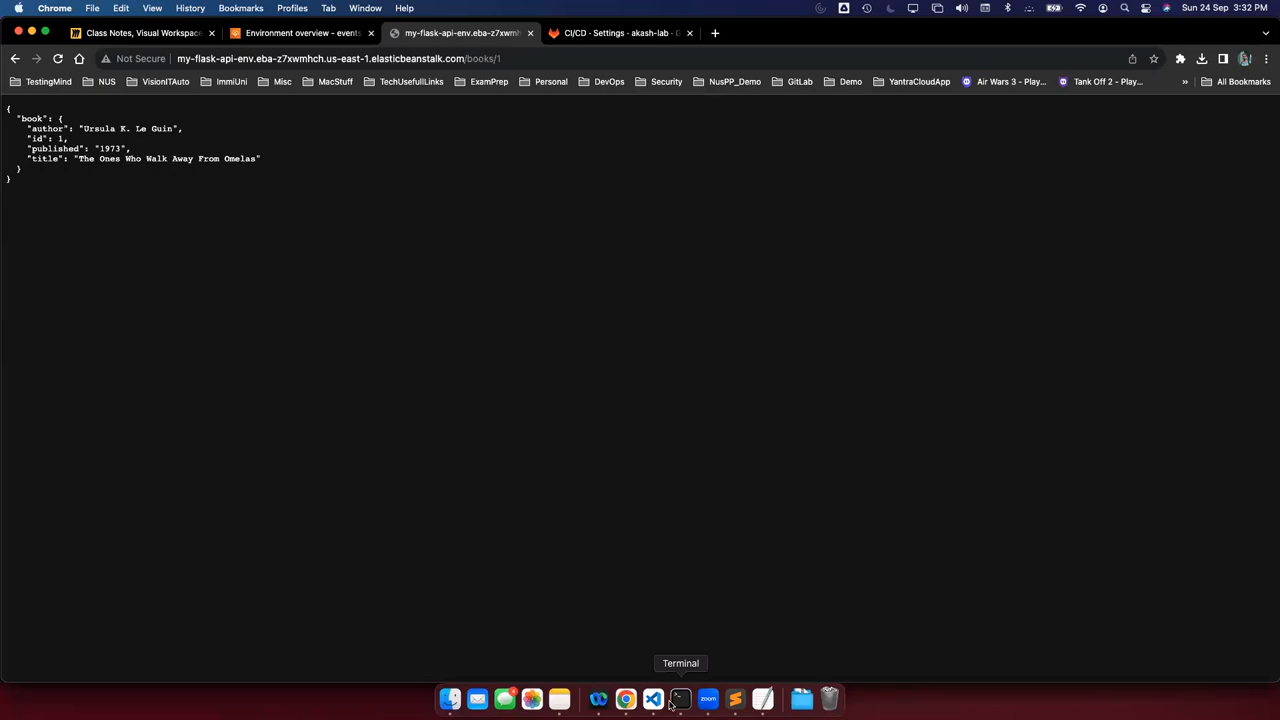 Chrome File Edit View History Bookmarks Profiles Tab Window Help Sun 24 Sep 3:32 PM
Class Notes, Visual Workspace Environment overview - events my-flask-api-env.eba-z7xwmh CI/CD · Settings · akash-lab · G
Not Secure my-flask-api-env.eba-z7xwmhch.us-east-1.elasticbeanstalk.com/books/1
TestingMind NUS VisionITAuto ImmiUni Misc MacStuff TechUsefullLinks ExamPrep Personal DevOps Security NusPP_Demo GitLab Demo YantraCloudApp Air Wars 3 - Play... Tank Off 2 - Play... » All Bookmarks
{
"book": {
"author": "Ursula K. Le Guin",
"id": 1,
"published": "1973",
"title": "The Ones Who Walk Away From Omelas"
}
}
Terminal
zoom